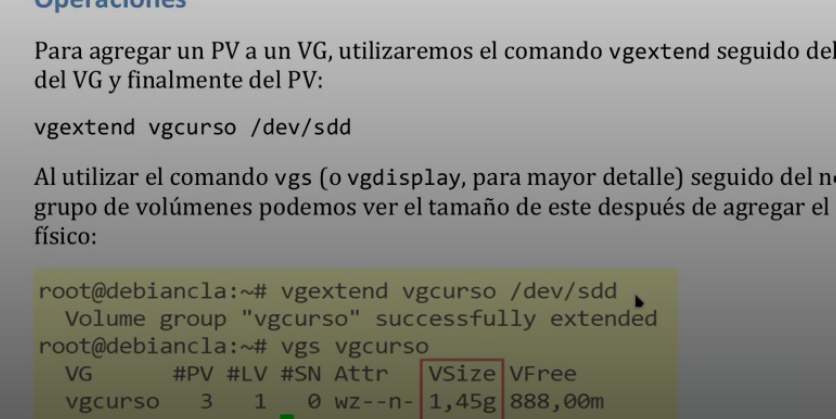 Operaciones
Para agregar un PV a un VG, utilizaremos el comando vgextend seguido del
del VG y finalmente del PV:
vgextend vgcurso /dev/sdd
Al utilizar el comando vgs (o vgdisplay, para mayor detalle) seguido del
grupo de volúmenes podemos ver el tamaño de este después de agregar el
físico:
root@debiancla:~# vgextend vgcurso /dev/sdd
Volume group "vgcurso" successfully extended
root@debiancla:~# vgs vgcurso
VG #PV #LV #SN Attr VSize VFree
vgcurso 3 1 0 wz--n- 1,45g 888,00m